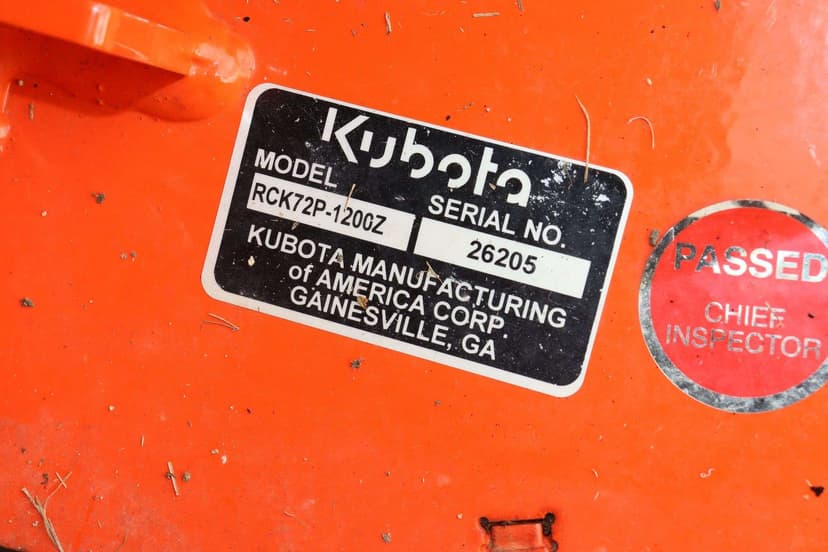 Kubota
MODEL
SERIAL NO.
RCK72P-1200Z
26205
KUBOTA MANUFACTURING
of AMERICA CORP.
GAINESVILLE, GA
PASSED
CHIEF
INSPECTOR